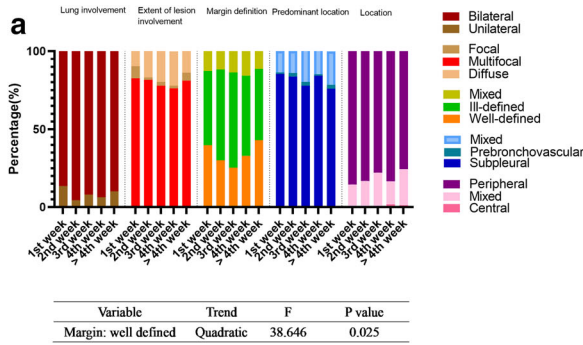 a
Lung involvement
Extent of lesion involvement
Margin definition
Predominant location
Location
Percentage(%)
100
50
0
1st week
2nd week
3rd week
4th week
> 4th week
1st week
2nd week
3rd week
4th week
> 4th week
1st week
2nd week
3rd week
4th week
> 4th week
1st week
2nd week
3rd week
4th week
> 4th week
1st week
2nd week
3rd week
4th week
> 4th week
Bilateral
Unilateral
Focal
Multifocal
Diffuse
Mixed
Ill-defined
Well-defined
Mixed
Prebronchovascular
Subpleural
Peripheral
Mixed
Central
Variable Trend F P value
Margin: well defined Quadratic 38.646 0.025